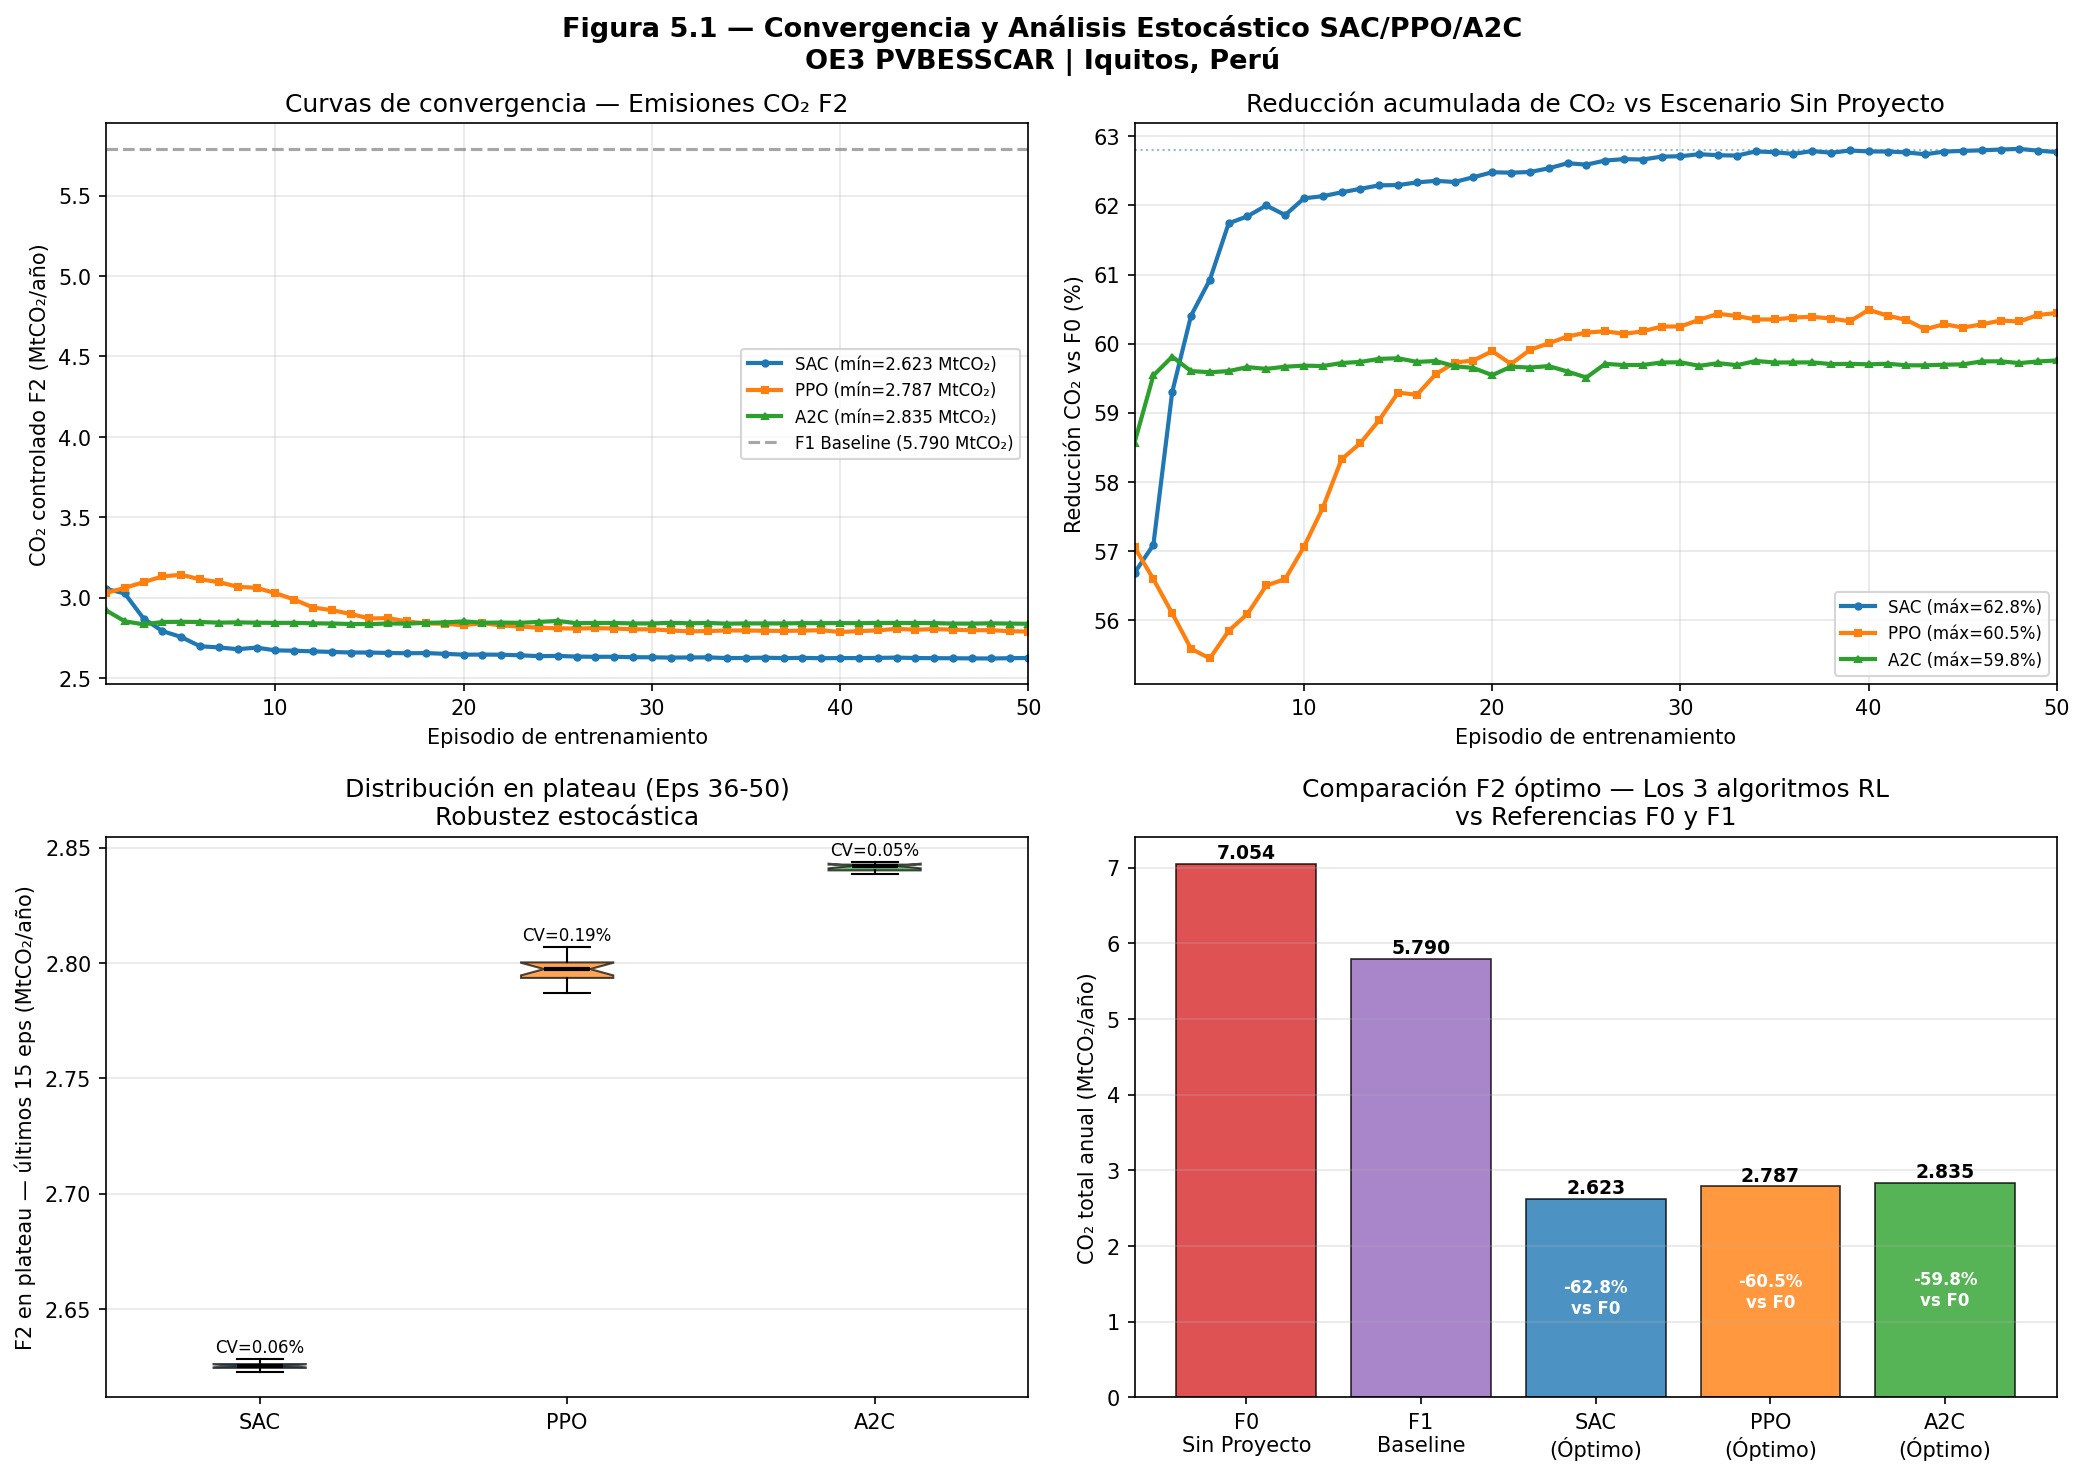 Figura 5.1 — Convergencia y Análisis Estocástico SAC/PPO/A2C
OE3 PVBESSCAR | Iquitos, Perú
Curvas de convergencia — Emisiones CO₂ F2
CO₂ controlado F2 (MtCO₂/año)
5.5
5.0
4.5
4.0
3.5
3.0
2.5
SAC (mín=2.623 MtCO₂)
PPO (mín=2.787 MtCO₂)
A2C (mín=2.835 MtCO₂)
F1 Baseline (5.790 MtCO₂)
10
20
30
40
50
Episodio de entrenamiento
Reducción acumulada de CO₂ vs Escenario Sin Proyecto
Reducción CO₂ vs F0 (%)
63
62
61
60
59
58
57
56
SAC (máx=62.8%)
PPO (máx=60.5%)
A2C (máx=59.8%)
10
20
30
40
50
Episodio de entrenamiento
Distribución en plateau (Eps 36-50)
Robustez estocástica
F2 en plateau — últimos 15 eps (MtCO₂/año)
2.85
2.80
2.75
2.70
2.65
CV=0.06%
CV=0.19%
CV=0.05%
SAC
PPO
A2C
Comparación F2 óptimo — Los 3 algoritmos RL
vs Referencias F0 y F1
CO₂ total anual (MtCO₂/año)
7
6
5
4
3
2
1
0
7.054
5.790
2.623
2.787
2.835
-62.8%
vs F0
-60.5%
vs F0
-59.8%
vs F0
F0
Sin Proyecto
F1
Baseline
SAC
(Óptimo)
PPO
(Óptimo)
A2C
(Óptimo)